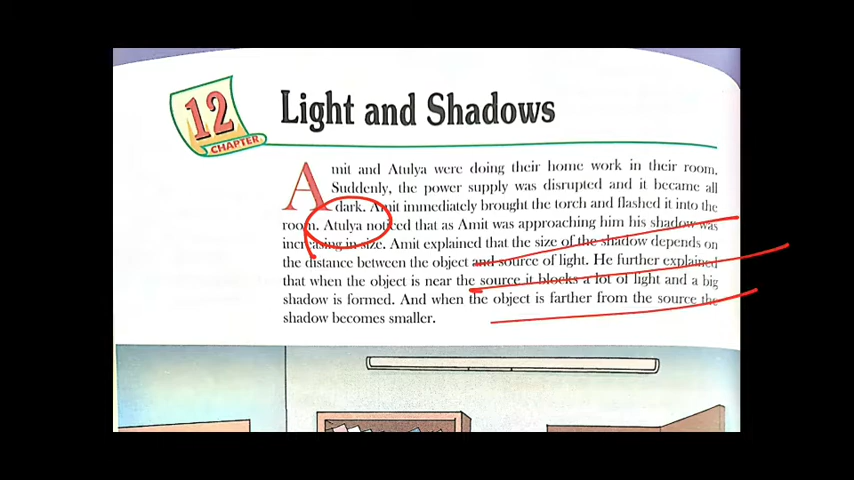 12
CHAPTER
Light and Shadows
Amit and Atulya were doing their home work in their room.
Suddenly, the power supply was disrupted and it became all
dark. Amit immediately brought the torch and flashed it into the
room. Atulya noticed that as Amit was approaching him his shadow was
increasing in size. Amit explained that the size of the shadow depends on
the distance between the object and source of light. He further explained
that when the object is near the source it blocks a lot of light and a big
shadow is formed. And when the object is farther from the source the
shadow becomes smaller.